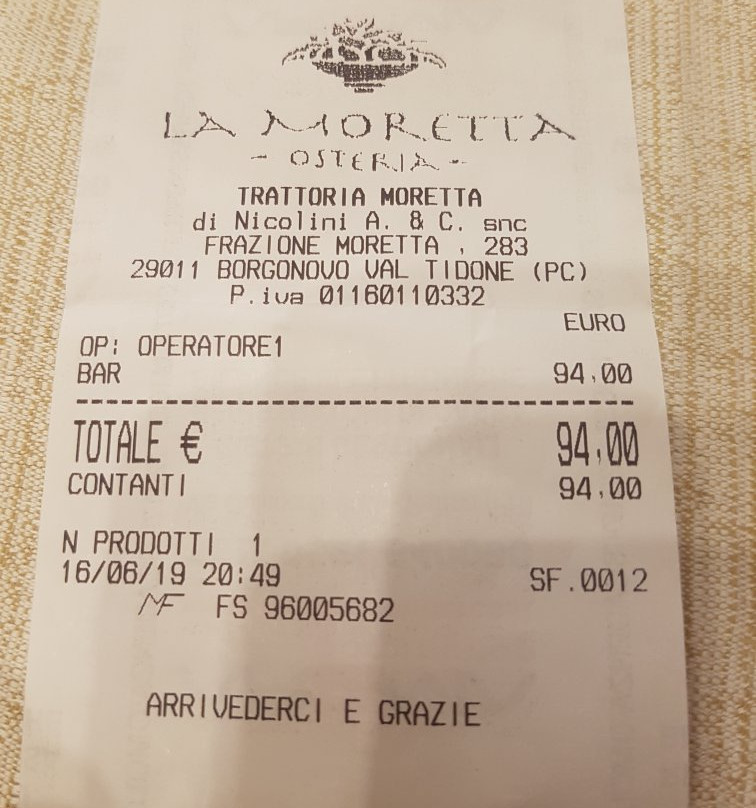 LA MORETTA
- OSTERIA -
TRATTORIA MORETTA
di Nicolini A. & C. snc
FRAZIONE MORETTA , 283
29011 BORGONOVO VAL TIDONE (PC)
P.iva 01160110332
EURO
OP: OPERATORE1
BAR 94,00
TOTALE € 94,00
CONTANTI 94,00
N PRODOTTI 1
16/06/19 20:49 SF.0012
MF FS 96005682
ARRIVEDERCI E GRAZIE